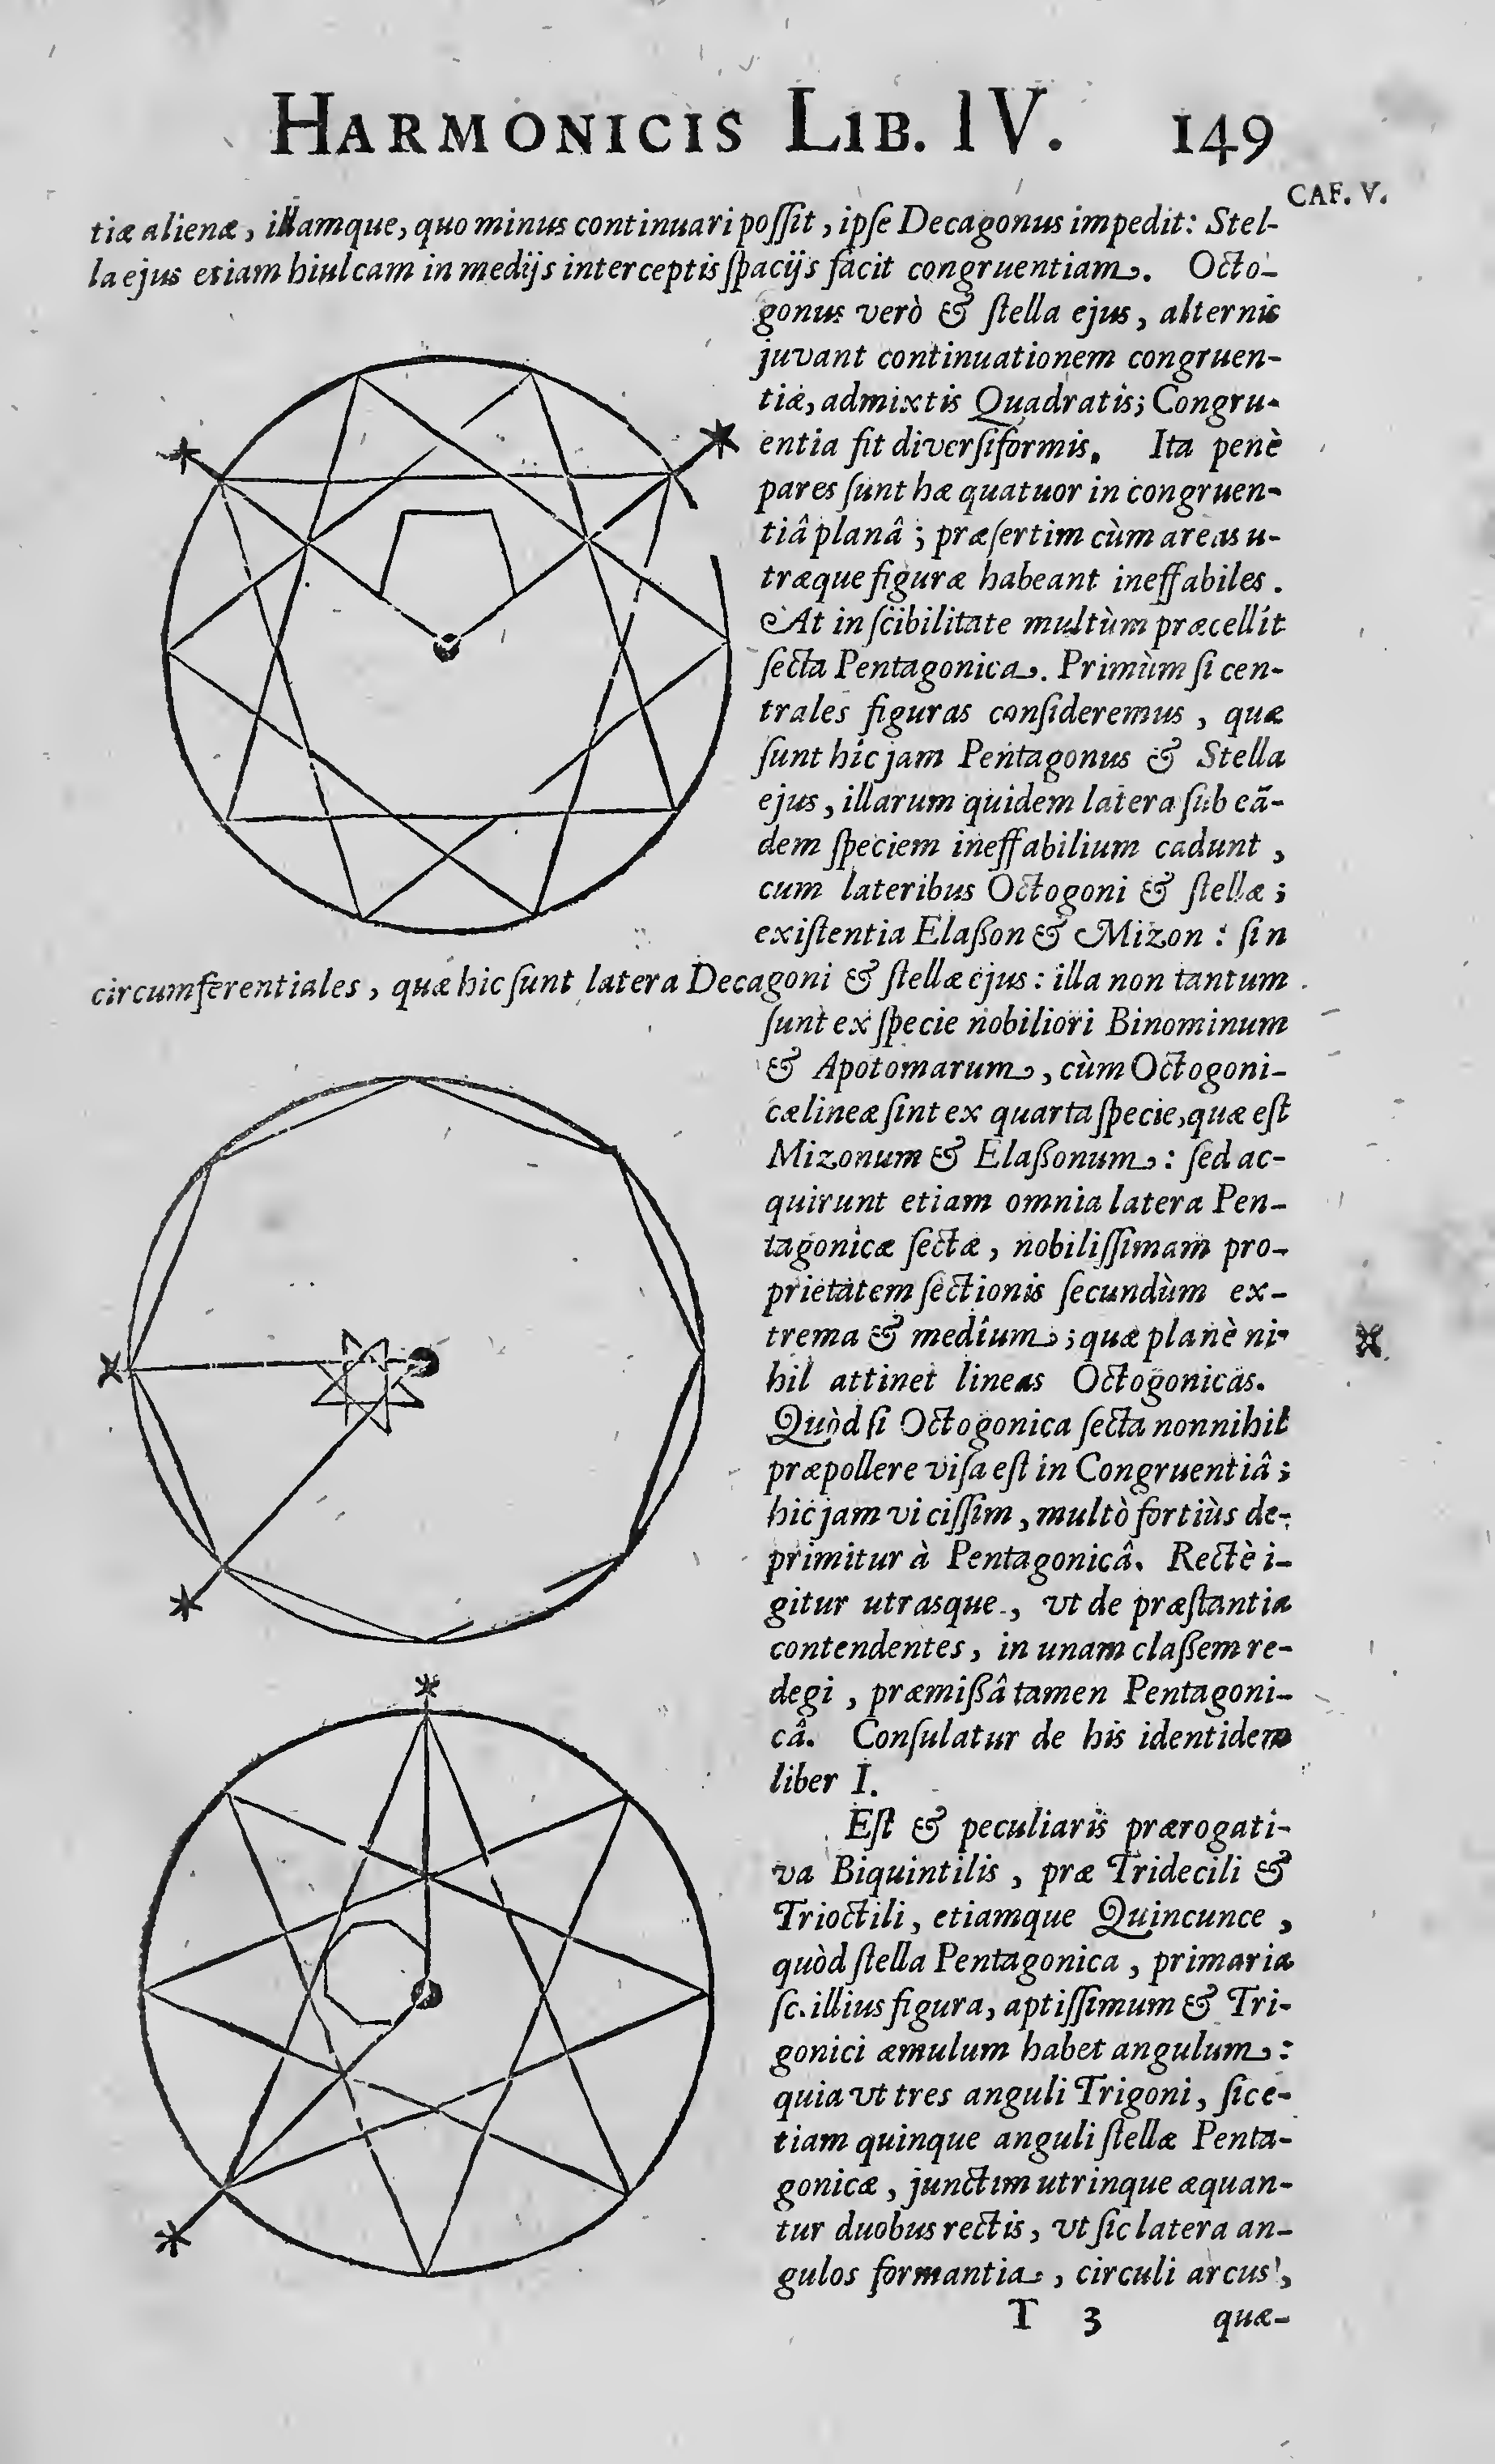 HARMONICIS LIB. IV. 149
CAP. V.
tiæ alienæ, illamque, quo minus continuari poſſit, ipſe Decagonus impedit: Stel-
la ejus etiam hiulcam in medijs interceptis ſpacijs facit congruentiam. Octo-
gonus verò & ſtella ejus, alternis
juvant continuationem congruen-
tiæ, admixtis Quadratis; Congru-
entia fit diverſiformis. Ita penè
pares ſunt hæ quatuor in congruen-
tiâ planâ; præſertim cùm areas u-
træque figuræ habeant ineffabiles.
At in ſcibilitate multùm præcellit
ſecta Pentagonica. Primùm ſi cen-
trales figuras conſideremus, quæ
ſunt hic jam Pentagonus & Stella
ejus, illarum quidem latera ſub eã-
dem ſpeciem ineffabilium cadunt,
cum lateribus Octogoni & ſtellæ;
exiſtentia Elaſſon & Mizon: ſin
circumferentiales, quæ hic ſunt latera Decagoni & ſtellæ ejus: illa non tantum
ſunt ex ſpecie nobiliori Binominum
& Apotomarum, cùm Octogoni-
cæ lineæ ſint ex quarta ſpecie, quæ eſt
Mizonum & Elaſſonum: ſed ac-
quirunt etiam omnia latera Pen-
tagonicæ ſectæ, nobiliſſimam pro-
prietatem ſectionis ſecundùm ex-
trema & medium; quæ planè ni-
hil attinet lineas Octogonicas.
Quòd ſi Octogonica ſecta nonnihil
præpollere viſa eſt in Congruentiâ;
hic jam viciſſim, multò fortiùs de-
primitur à Pentagonicâ. Rectè i-
gitur utrasque, ut de præſtantia
contendentes, in unam claſſem re-
degi, præmiſſâ tamen Pentagoni-
câ. Conſulatur de his identidem
liber I.
Eſt & peculiaris prærogati-
va Biquintilis, præ Tridecili &
Trioctili, etiamque Quincunce,
quòd ſtella Pentagonica, primaria
ſc. illius figura, aptiſſimum & Tri-
gonici æmulum habet angulum:
quia ut tres anguli Trigoni, ſic e-
tiam quinque anguli ſtellæ Penta-
gonicæ, junctim utrinque æquan-
tur duobus rectis, ut ſic latera an-
gulos formantia, circuli arcus,
T 3 quæ-